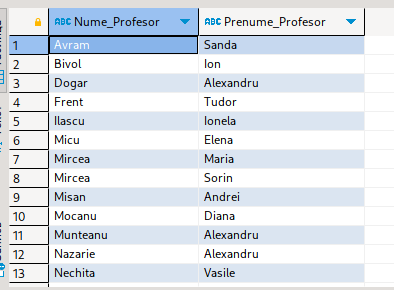 ABC Nume_Profesor ABC Prenume_Profesor
1 Avram Sanda
2 Bivol Ion
3 Dogar Alexandru
4 Frent Tudor
5 Ilascu Ionela
6 Micu Elena
7 Mircea Maria
8 Mircea Sorin
9 Misan Andrei
10 Mocanu Diana
11 Munteanu Alexandru
12 Nazarie Alexandru
13 Nechita Vasile